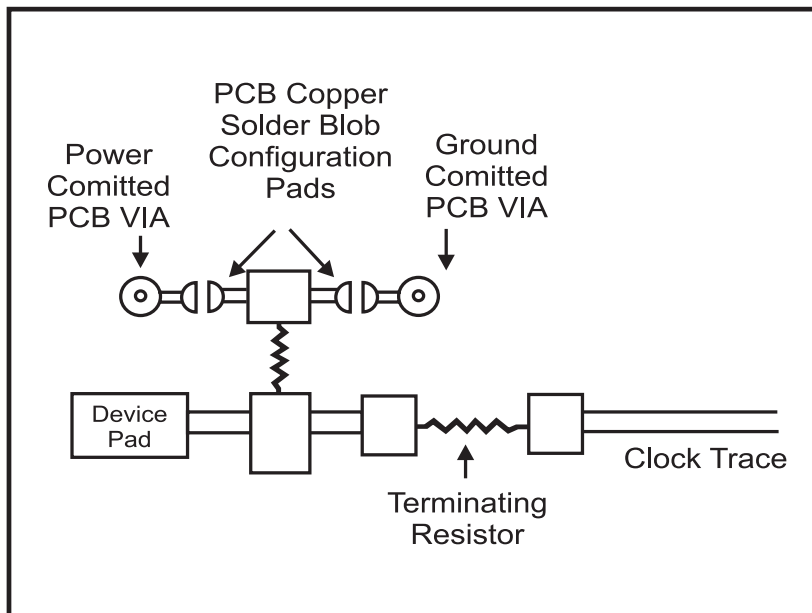 PCB Copper
Solder Blob
Configuration
Pads
Power
Comitted
PCB VIA
Ground
Comitted
PCB VIA
Device
Pad
Clock Trace
Terminating
Resistor